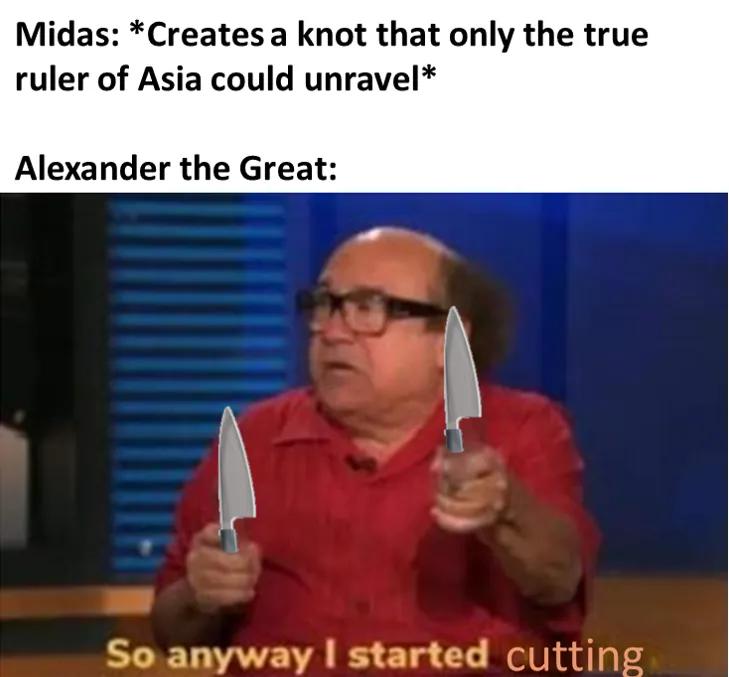 Midas: *Creates a knot that only the true
ruler of Asia could unravel*
Alexander the Great:
So anyway I started cutting